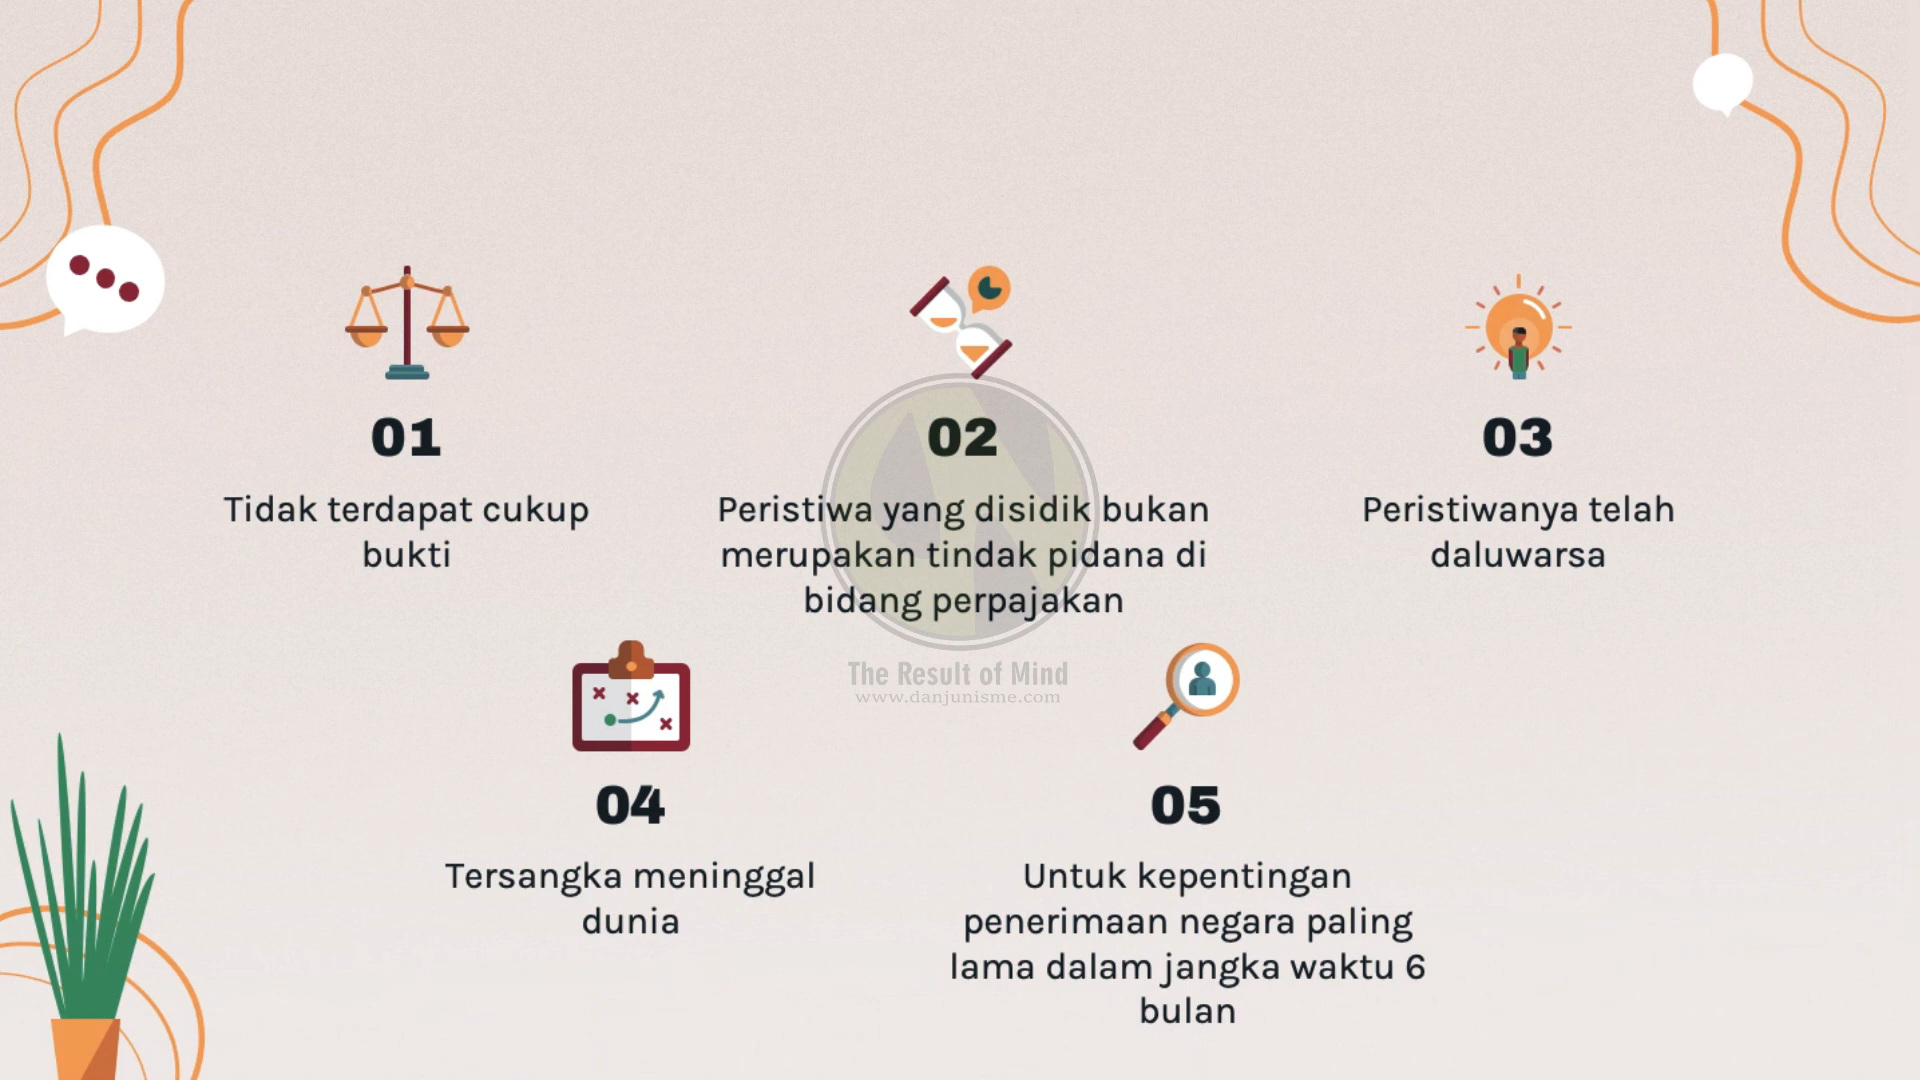 01
Tidak terdapat cukup
bukti
02
Peristiwa yang disidik bukan
merupakan tindak pidana di
bidang perpajakan
03
Peristiwanya telah
daluwarsa
The Result of Mind
www.danjunisme.com
04
Tersangka meninggal
dunia
05
Untuk kepentingan
penerimaan negara paling
lama dalam jangka waktu 6
bulan